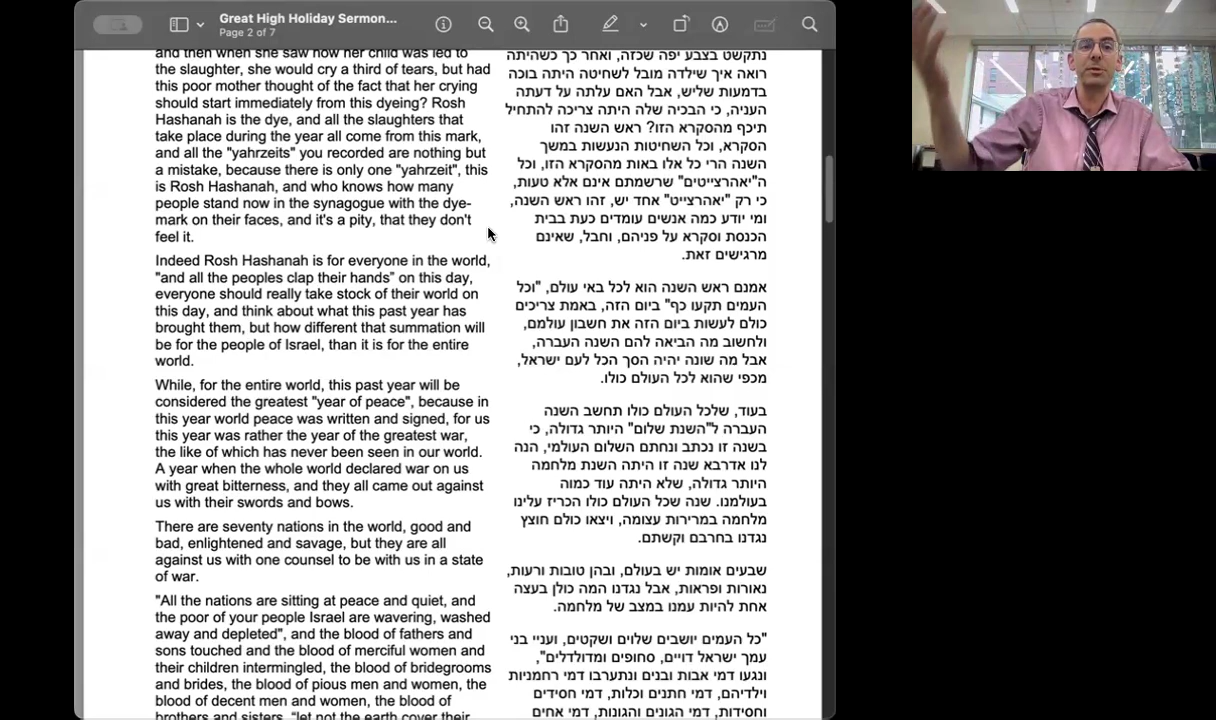 Great High Holiday Sermon...
Page 2 of 7
and then when she saw how her child was led to
the slaughter, she would cry a third of tears, but had
this poor mother thought of the fact that her crying
should start immediately from this dyeing? Rosh
Hashanah is the dye, and all the slaughters that
take place during the year all come from this mark,
and all the "yahrzeits" you recorded are nothing but
a mistake, because there is only one "yahrzeit", this
is Rosh Hashanah, and who knows how many
people stand now in the synagogue with the dye-
mark on their faces, and it's a pity, that they don't
feel it.
Indeed Rosh Hashanah is for everyone in the world,
"and all the peoples clap their hands" on this day,
everyone should really take stock of their world on
this day, and think about what this past year has
brought them, but how different that summation will
be for the people of Israel, than it is for the entire
world.
While, for the entire world, this past year will be
considered the greatest "year of peace", because in
this year world peace was written and signed, for us
this year was rather the year of the greatest war,
the like of which has never been seen in our world.
A year when the whole world declared war on us
with great bitterness, and they all came out against
us with their swords and bows.
There are seventy nations in the world, good and
bad, enlightened and savage, but they are all
against us with one counsel to be with us in a state
of war.
"All the nations are sitting at peace and quiet, and
the poor of your people Israel are wavering, washed
away and depleted", and the blood of fathers and
sons touched and the blood of merciful women and
their children intermingled, the blood of bridegrooms
and brides, the blood of pious men and women, the
blood of decent men and women, the blood of
brothers and sisters, "let not the earth cover their
נתקשט בצבע יפה שכזה, ואחר כך כשהיתה
רואה איך שילדה מובל לשחיטה היתה בוכה
בדמעות שליש, אבל האם עלתה על דעתה
העניה, כי הבכיה שלה היתה צריכה להתחיל
תיכף מהסקרא הזו? ראש השנה זהו
הסקרא, וכל השחיטות הנעשות במשך
השנה הרי כל אלו באות מהסקרא הזו, וכל
ה"יאהרצייטים" שרשמתם אינם אלא טעות,
כי רק "יאהרצייט" אחד יש, זהו ראש השנה,
ומי יודע כמה אנשים עומדים כעת בבית
הכנסת וסקרא על פניהם, וחבל, שאינם
מרגישים זאת.
אמנם ראש השנה הוא לכל באי עולם, "וכל
העמים תקעו כף" ביום הזה, באמת צריכים
כולם לעשות ביום הזה את חשבון עולמם,
ולחשוב מה הביאה להם השנה העברה,
אבל מה שונה יהיה הסך הכל לעם ישראל,
מכפי שהוא לכל העולם כולו.
בעוד, שלכל העולם כולו תחשב השנה
העברה ל"השנת שלום" היותר גדולה, כי
בשנה זו נכתב ונחתם השלום העולמי, הנה
לנו אדרבא שנה זו היתה השנת מלחמה
היותר גדולה, שלא היתה עוד כמוה
בעולמנו. שנה שכל העולם כולו הכריז עלינו
מלחמה במרירות עצומה, ויצאו כולם חוצץ
נגדנו בחרבם וקשתם.
שבעים אומות יש בעולם, ובהן טובות ורעות,
נאורות ופראות, אבל נגדנו המה כולן בעצה
אחת להיות עמנו במצב של מלחמה.
"כל העמים יושבים שלוים ושקטים, ועניי בני
עמך ישראל דויים, סחופים ומדולדלים",
ונגעו דמי אבות ובנים ונתערבו דמי רחמניות
וילדיהם, דמי חתנים וכלות, דמי חסידים
וחסידות, דמי הגונים והגונות, דמי אחים